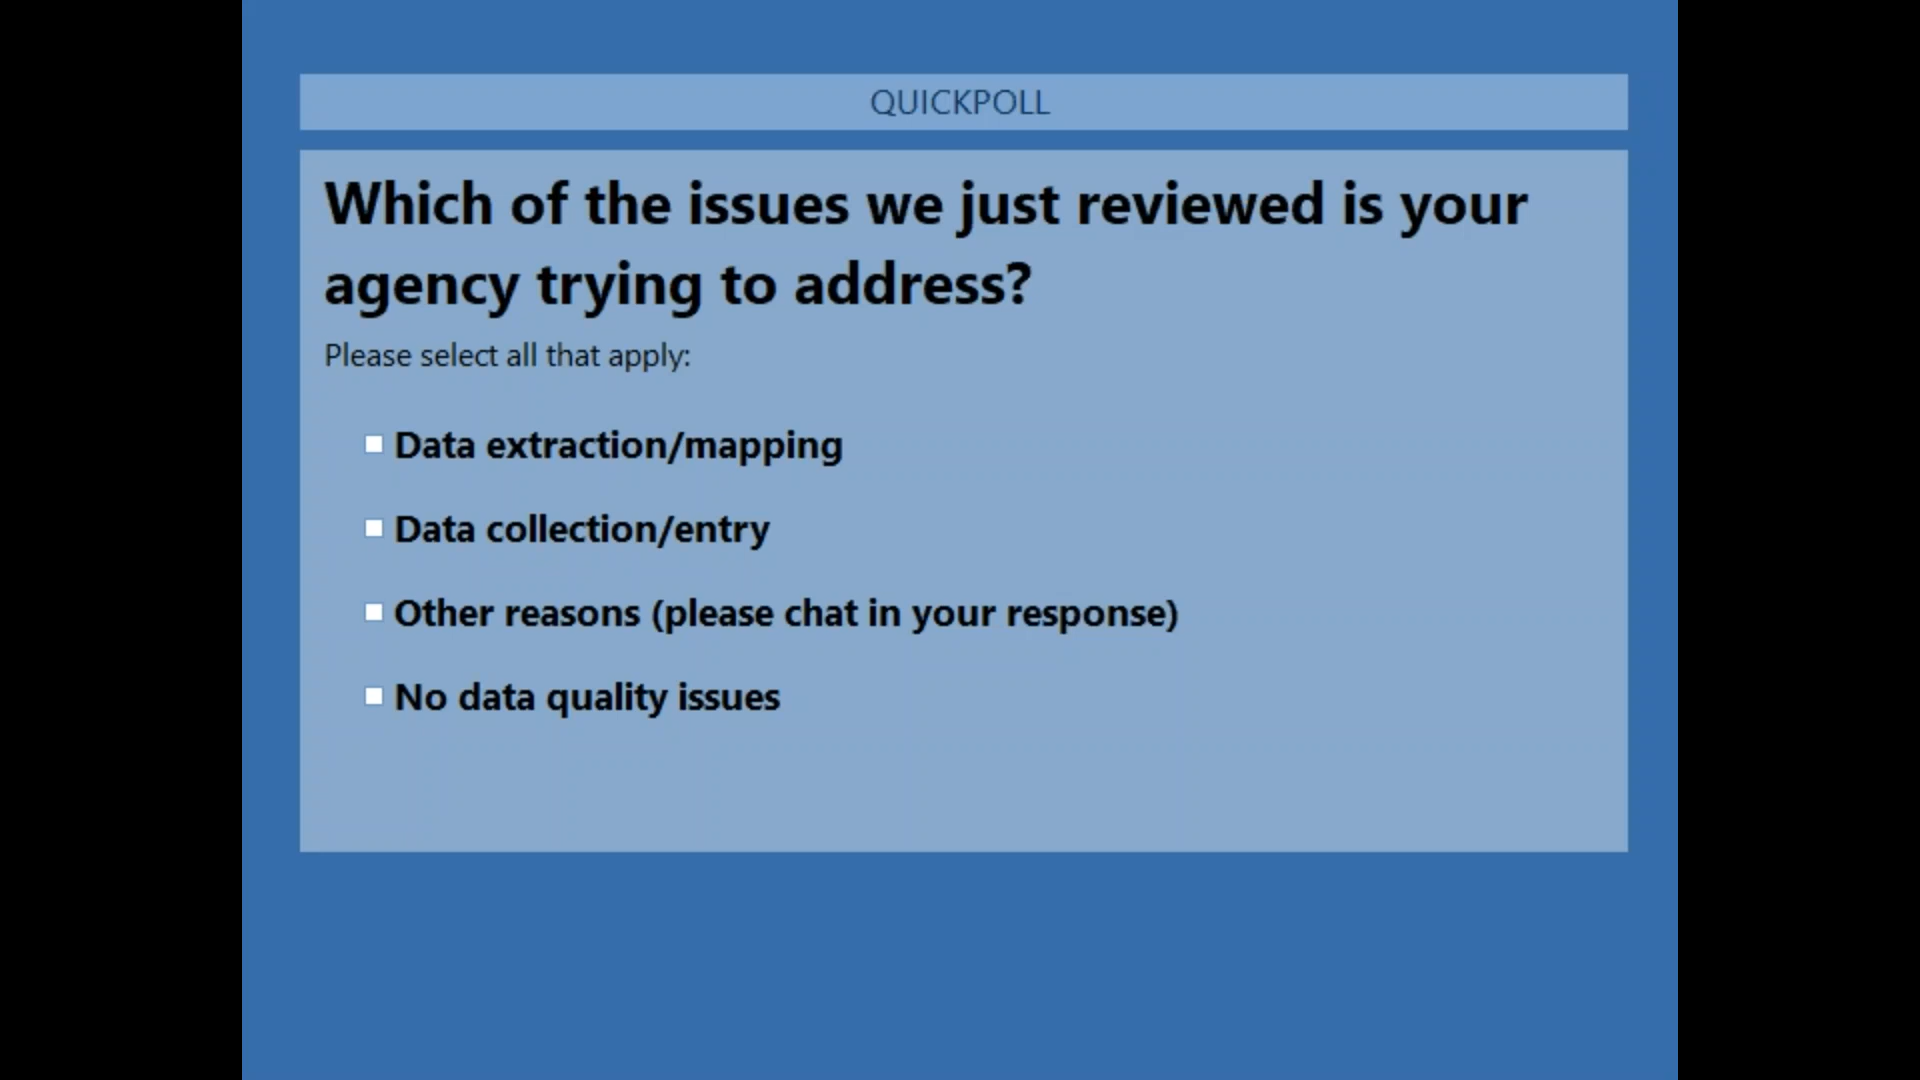 QUICKPOLL
Which of the issues we just reviewed is your
agency trying to address?
Please select all that apply:
Data extraction/mapping
Data collection/entry
Other reasons (please chat in your response)
No data quality issues